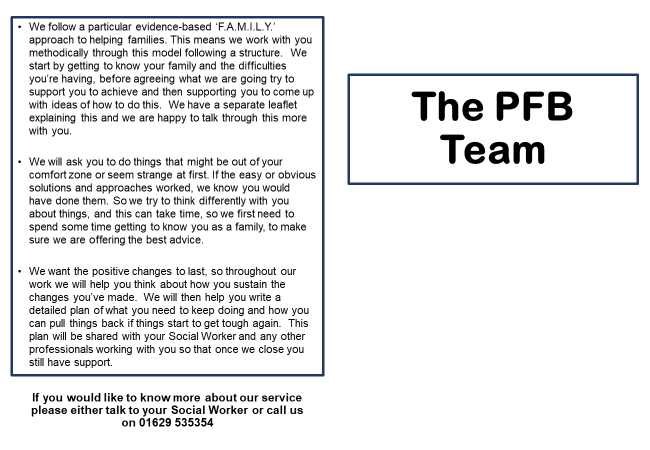 • We follow a particular evidence-based ‘F.A.M.I.L.Y.’
approach to helping families. This means we work with you
methodically through this model following a structure. We
start by getting to know your family and the difficulties
you’re having, before agreeing what we are going try to
support you to achieve and then supporting you to come up
with ideas of how to do this. We have a separate leaflet
explaining this and we are happy to talk through this more
with you.
• We will ask you to do things that might be out of your
comfort zone or seem strange at first. If the easy or obvious
solutions and approaches worked, we know you would
have done them. So we try to think differently with you
about things, and this can take time, so we first need to
spend some time getting to know you as a family, to make
sure we are offering the best advice.
• We want the positive changes to last, so throughout our
work we will help you think about how you sustain the
changes you’ve made. We will then help you write a
detailed plan of what you need to keep doing and how you
can pull things back if things start to get tough again. This
plan will be shared with your Social Worker and any other
professionals working with you so that once we close you
still have support.
If you would like to know more about our service
please either talk to your Social Worker or call us
on 01629 535354
The PFB
Team